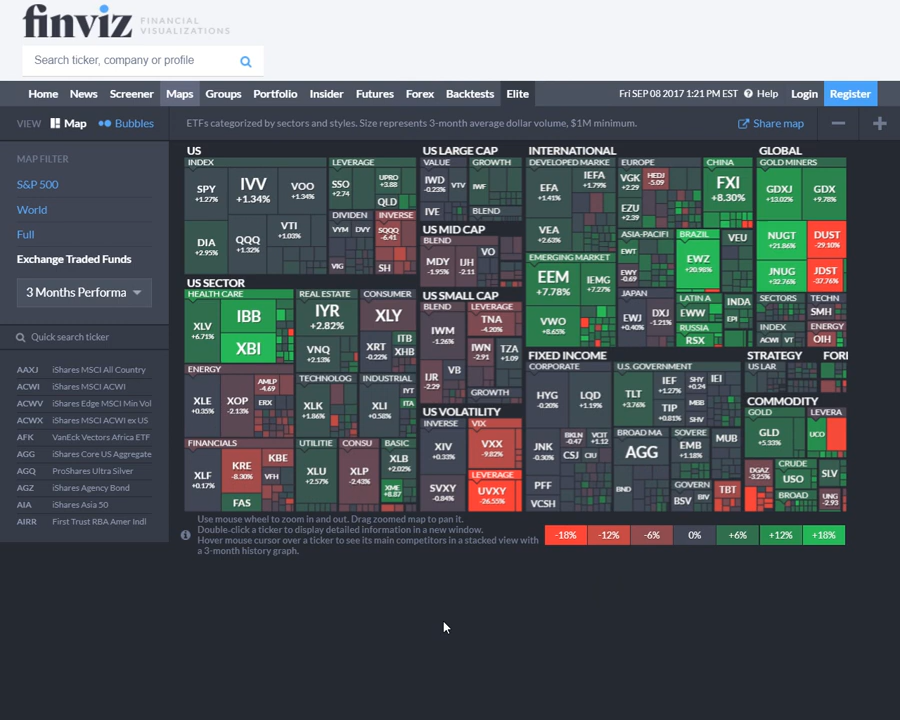 finviz FINANCIAL VISUALIZATIONS
Search ticker, company or profile
Home News Screener Maps Groups Portfolio Insider Futures Forex Backtests Elite Fri SEP 08 2017 1:21 PM EST Help Login Register
VIEW Map Bubbles ETFs categorized by sectors and styles. Size represents 3-month average dollar volume, $1M minimum. Share map
MAP FILTER
S&P 500
World
Full
Exchange Traded Funds
3 Months Performa
Quick search ticker
AAXJ iShares MSCI All Country
ACWI iShares MSCI ACWI
ACWV iShares Edge MSCI Min Vol
ACWX iShares MSCI ACWI ex US
AFK VanEck Vectors Africa ETF
AGG iShares Core US Aggregate
AGQ ProShares Ultra Silver
AGZ iShares Agency Bond
AIA iShares Asia 50
AIRR First Trust RBA Amer Indl
US
INDEX
SPY +1.27%
IVV +1.34%
VOO +1.34%
DIA +2.95%
QQQ +1.32%
VTI +1.03%
LEVERAGE
SSO +2.74
UPRO +3.88
QLD
DIVIDEN
VYM DVY
VIG
INVERSE
SQQQ -6.41
SH
US SECTOR
HEALTH CARE
XLV +6.71%
IBB
XBI
REAL ESTATE
IYR +2.82%
VNQ +2.12%
CONSUMER
XLY
XRT -0.22%
ITB
XHB
ENERGY
XLE +0.35%
XOP -2.13%
AMLP -4.69
ERX
TECHNOLOG
XLK +1.86%
INDUSTRIAL
XLI +0.58%
IYT
ITA
FINANCIALS
XLF +0.17%
KRE -8.30%
KBE
VFH
FAS
UTILITIE
XLU +2.57%
CONSU
XLP -2.43%
BASIC
XLB +2.02%
XME +8.87
US LARGE CAP
VALUE
IWD -0.23%
VTV
IVE
GROWTH
IWF
BLEND
US MID CAP
BLEND
MDY -1.95%
IJH -2.11
VO
US SMALL CAP
BLEND
IWM -1.26%
IJR -2.29
VB
LEVERAGE
TNA -4.20%
IWN -2.91
TZA +1.09
GROWTH
US VOLATILITY
INVERSE
XIV +0.33%
SVXY -0.84%
VIX
VXX -9.82%
LEVERAGE
UVXY -26.55%
INTERNATIONAL
DEVELOPED MARKE
EFA +1.41%
IEFA +1.79%
VEA +2.63%
EMERGING MARKET
EEM +7.78%
IEMG +7.27%
VWO +8.65%
EUROPE
VGK +2.29
HEDJ -5.09
EZU +2.39
CHINA
FXI +8.30%
ASIA-PACIFI
EWT
EWY -0.69
BRAZIL
EWZ +20.98%
VEU
JAPAN
EWJ +0.40%
DXJ -1.21%
LATIN A
EWW
RUSSIA
RSX
INDA
EPI
GLOBAL
GOLD MINERS
GDXJ +13.02%
GDX +9.78%
NUGT +21.86%
DUST -29.10%
JNUG +32.76%
JDST -37.76%
SECTORS
TECHN
SMH
INDEX
ACWI VT
ENERGY
OIH
FIXED INCOME
CORPORATE
HYG -0.20%
LQD +1.19%
JNK -0.50%
BKLN -0.47
VCIT +1.12
CSJ CIU
PFF
VCSH
U.S. GOVERNMENT
TLT +3.76%
IEF +1.27%
SHY +0.24
IEI
TIP +0.81%
MBB
SHV
BROAD MA
AGG
BND
SOVERE
EMB +1.18%
MUB
GOVERN
BSV BIV
TBT
STRATEGY
US LAR
FORI
COMMODITY
GOLD
GLD +5.33%
LEVERA
UCO
DGAZ -3.25%
CRUDE
USO
SLV
BROAD
UNG -2.93
Use mouse wheel to zoom in and out. Drag zoomed map to pan it.
Double-click a ticker to display detailed information in a new window.
Hover mouse cursor over a ticker to see its main competitors in a stacked view with
a 3-month history graph.
-18% -12% -6% 0% +6% +12% +18%